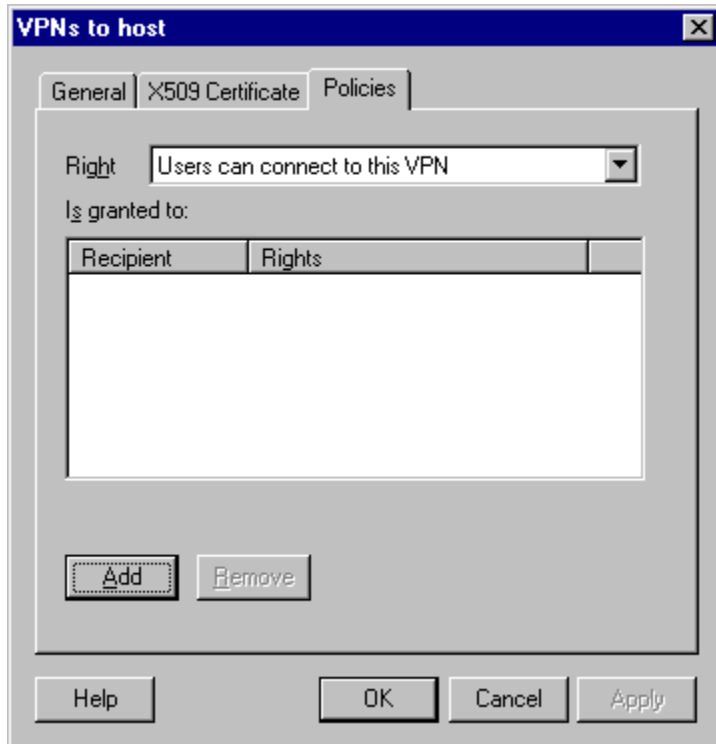 VPNs to host
General X509 Certificate Policies
Right Users can connect to this VPN
Is granted to:
Recipient Rights
Add Remove
Help OK Cancel Apply